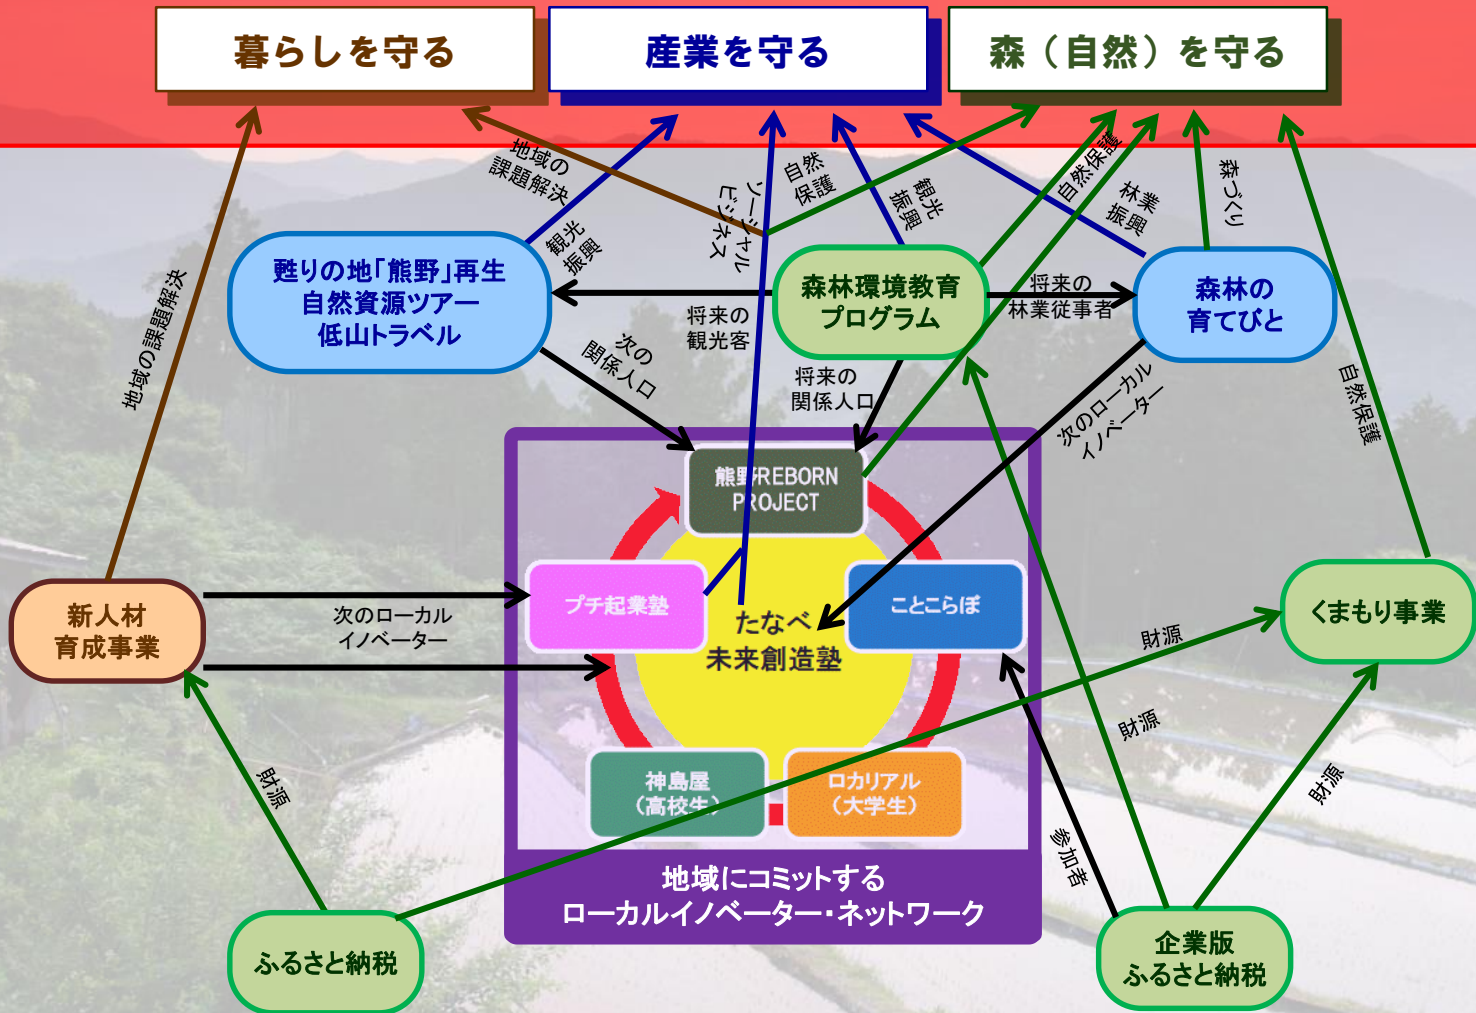 暮らしを守る
産業を守る
森（自然）を守る
地域の
課題解決
ソーシャル
ビジネス
自然
保護
観光
振興
自然保護
林業
振興
森づくり
観光
振興
甦りの地「熊野」再生
自然資源ツアー
低山トラベル
森林環境教育
プログラム
将来の
林業従事者
森林の
育てびと
地域の課題解決
将来の
観光客
次の
関係人口
将来の
関係人口
次のローカル
イノベーター
自然保護
熊野REBORN
PROJECT
新人材
育成事業
次のローカル
イノベーター
プチ起業塾
ことこらぼ
たなべ
未来創造塾
くまもり事業
財源
財源
財源
財源
神島屋
（高校生）
ロカリアル
（大学生）
参加者
地域にコミットする
ローカルイノベーター・ネットワーク
ふるさと納税
企業版
ふるさと納税